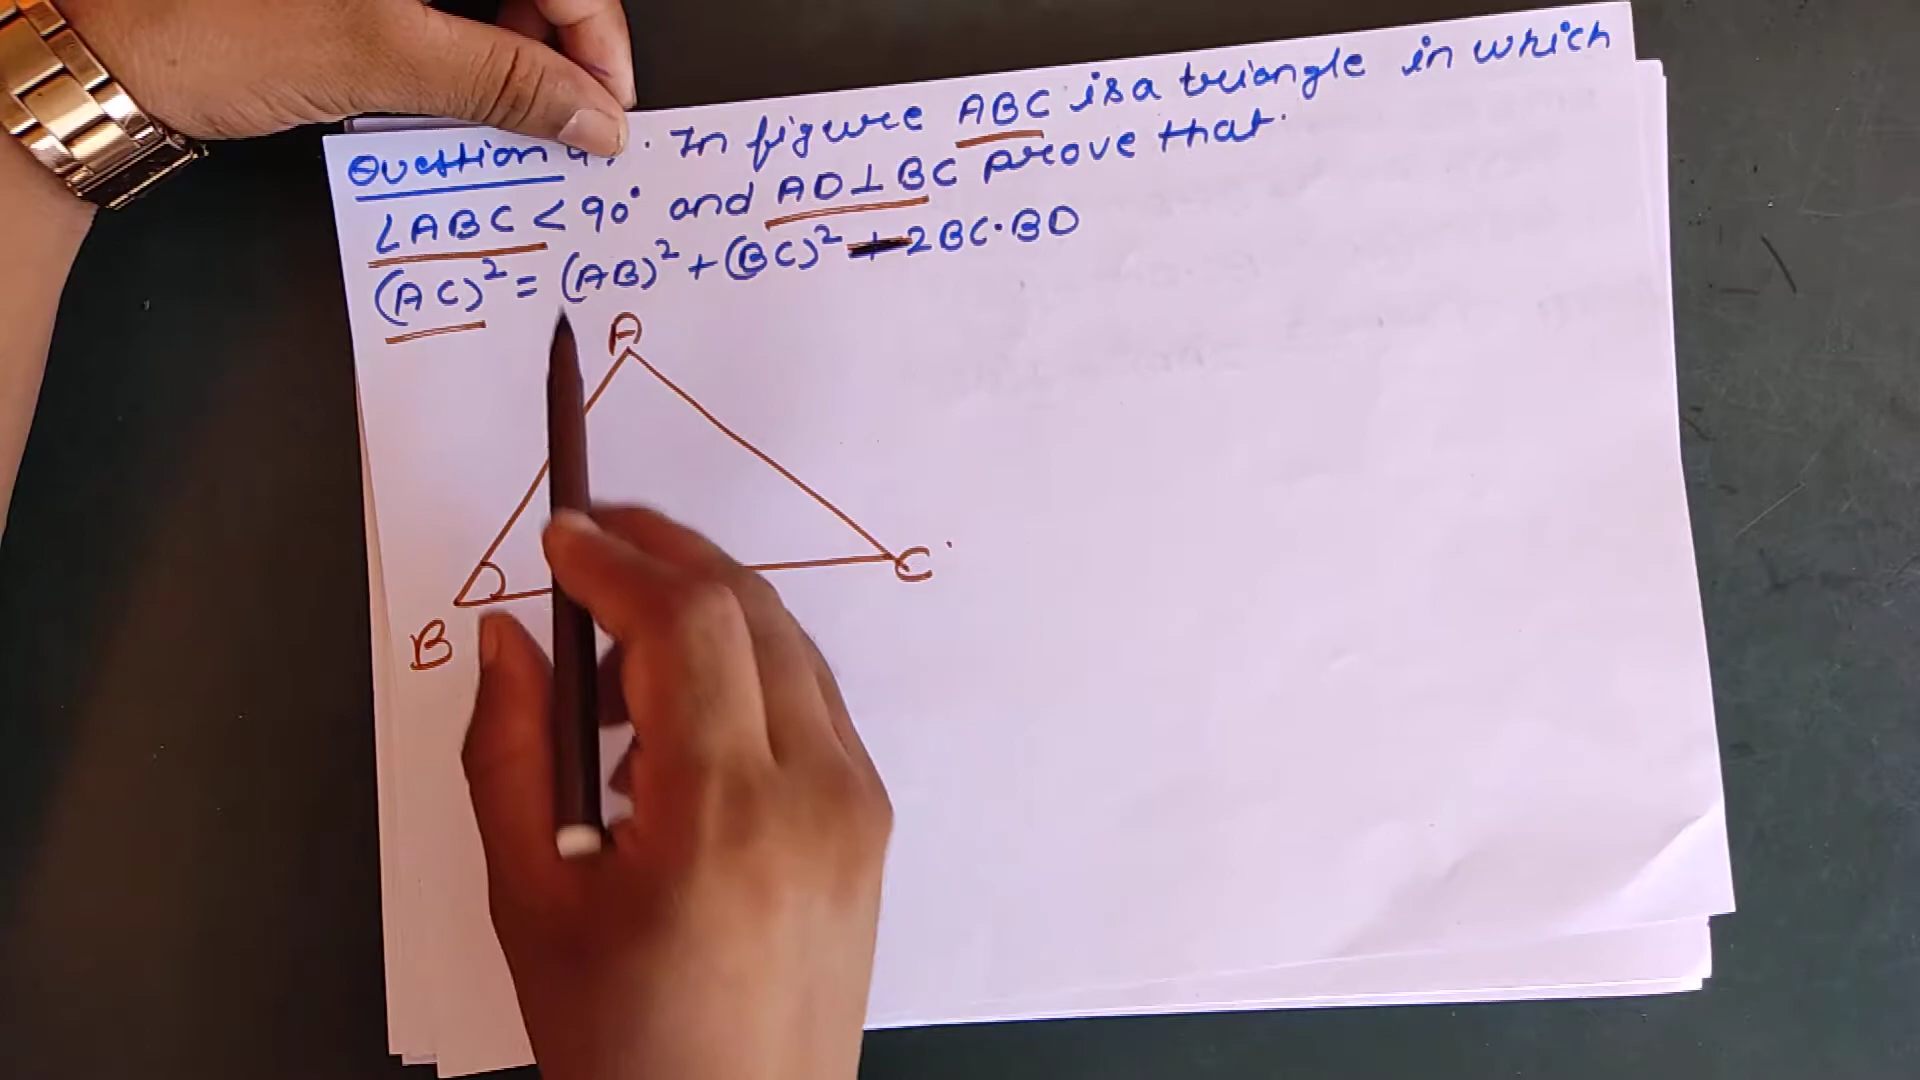 Question . In figure ABC is a triangle in which
∠ABC < 90° and AD⊥BC prove that.
(AC)² = (AB)² + (BC)² - 2BC·BD
A
C
B